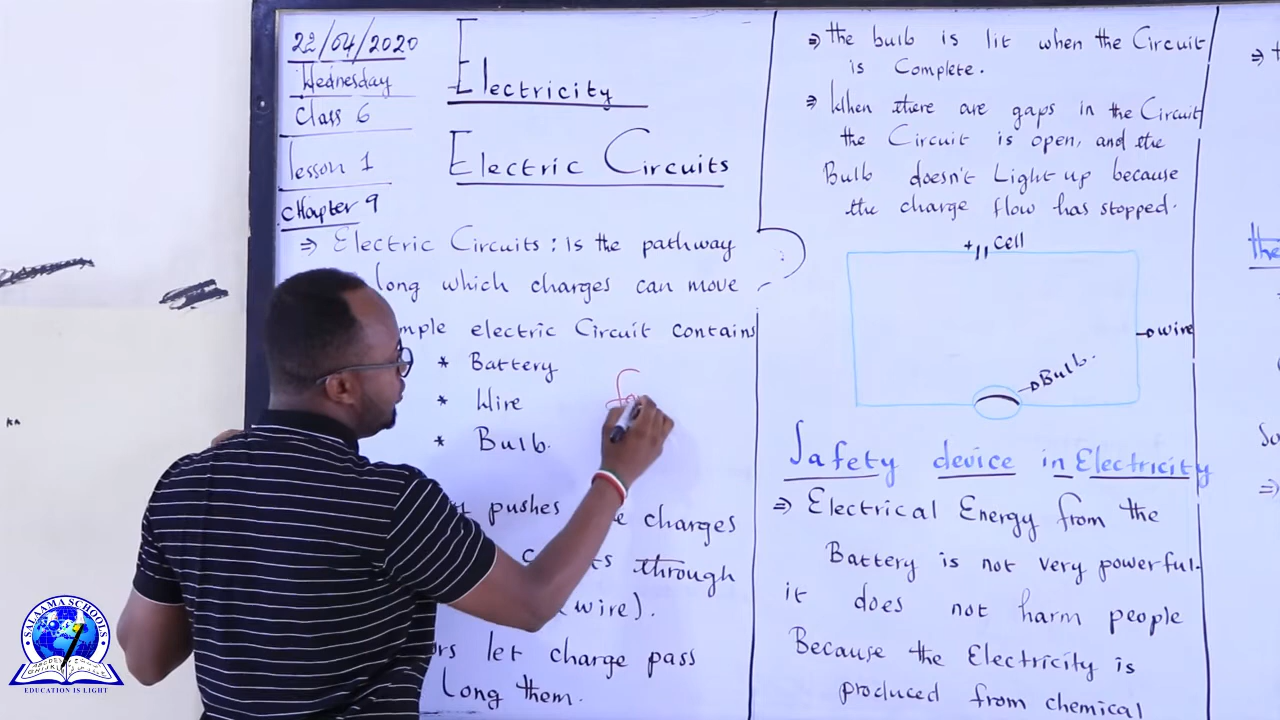 22/04/2020
Wednesday
Class 6
lesson 1
Chapter 9
Electricity
Electric Circuits
⇒ Electric Circuits: is the pathway
long which charges can move
mple electric Circuit contains
* Battery
* Wire
* Bulb.
pushes charges
through
(wire).
rs let charge pass
long them.
⇒ the bulb is lit when the Circuit
is Complete.
⇒ When there are gaps in the Circuit
the Circuit is open, and the
Bulb doesn't Light up because
the charge flow has stopped.
+ cell
wire
Bulb.
Safety device in Electricity
⇒ Electrical Energy from the
Battery is not very powerful.
it does not harm people
Because the Electricity is
produced from chemical
the
SALAAMA SCHOOLS
EDUCATION IS LIGHT